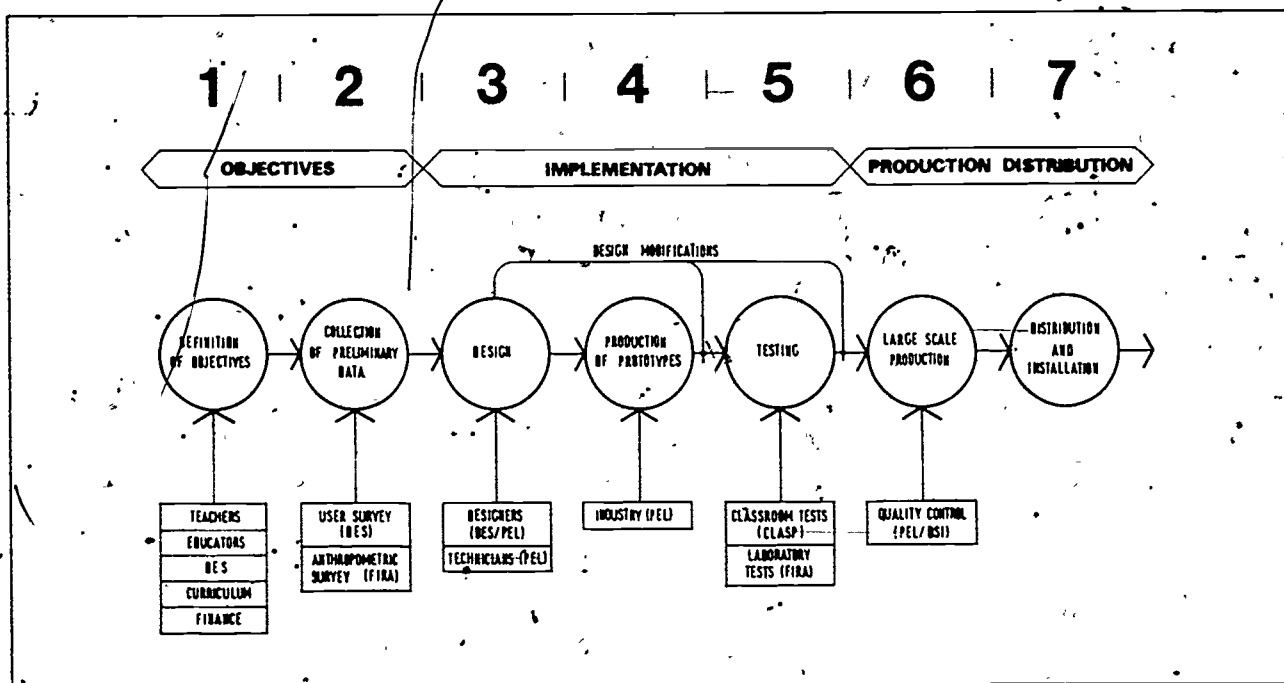 1 2 3 4 5 6 7
OBJECTIVES
IMPLEMENTATION
PRODUCTION DISTRIBUTION
DESIGN MODIFICATIONS
DEFINITION
OF OBJECTIVES
COLLECTION
OF PRELIMINARY
DATA
DESIGN
PRODUCTION
OF PROTOTYPES
TESTING
LARGE SCALE
PRODUCTION
DISTRIBUTION
AND
INSTALLATION
TEACHERS
EDUCATORS
DES
CURRICULUM
FINANCE
USER SURVEY
(DES)
ANTHROPOMETRIC
SURVEY (FIRA)
DESIGNERS
(DES/PEL)
TECHNICIANS (PEL)
INDUSTRY (PEL)
CLASSROOM TESTS
(CLASP)
LABORATORY
TESTS (FIRA)
QUALITY CONTROL
(PEL/BSI)